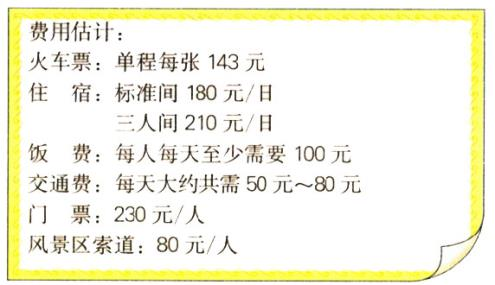 费用估计：
火车票：单程每张 143 元
住　宿：标准间 180 元/日
三人间 210 元/日
饭　费：每人每天至少需要 100 元
交通费：每天大约共需 50 元～80 元
门　票：230 元/人
风景区索道：80 元/人